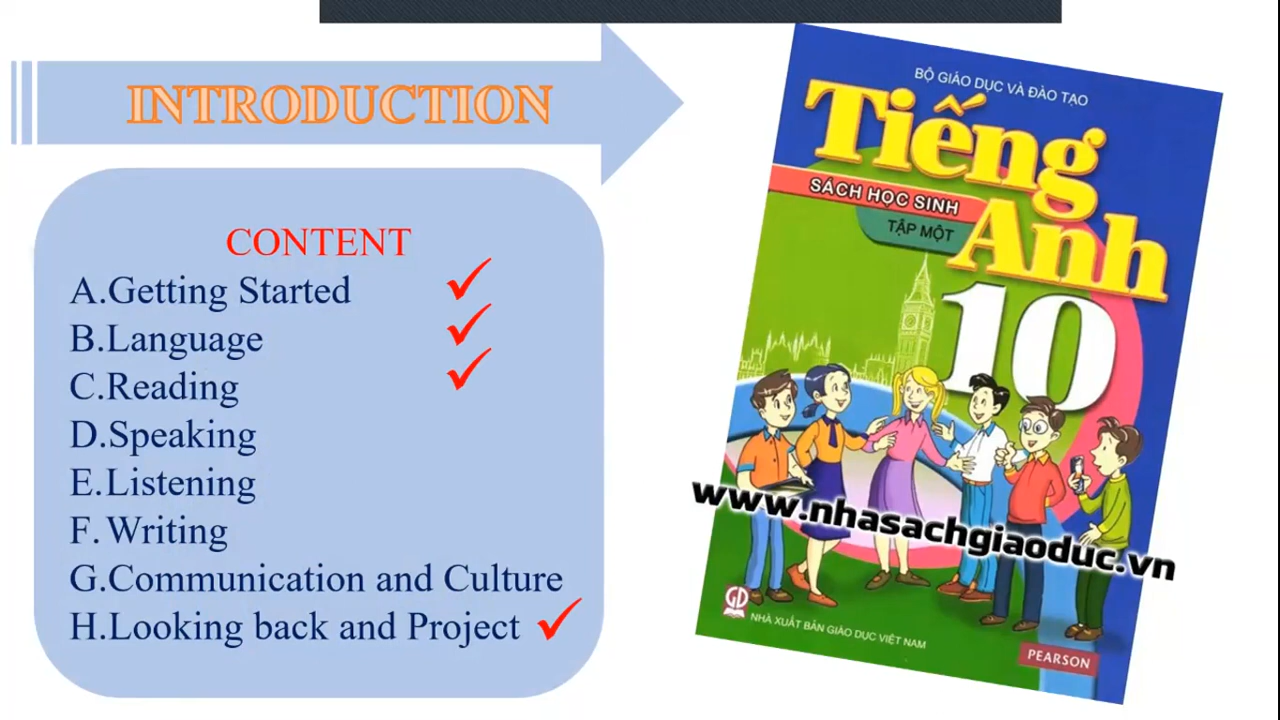 INTRODUCTION
CONTENT
A.Getting Started
B.Language
C.Reading
D.Speaking
E.Listening
F. Writing
G.Communication and Culture
H.Looking back and Project
BỘ GIÁO DỤC VÀ ĐÀO TẠO
Tiếng
SÁCH HỌC SINH
Anh
TẬP MỘT
10
www.nhasachgiaoduc.vn
GD
NHÀ XUẤT BẢN GIÁO DỤC VIỆT NAM
PEARSON